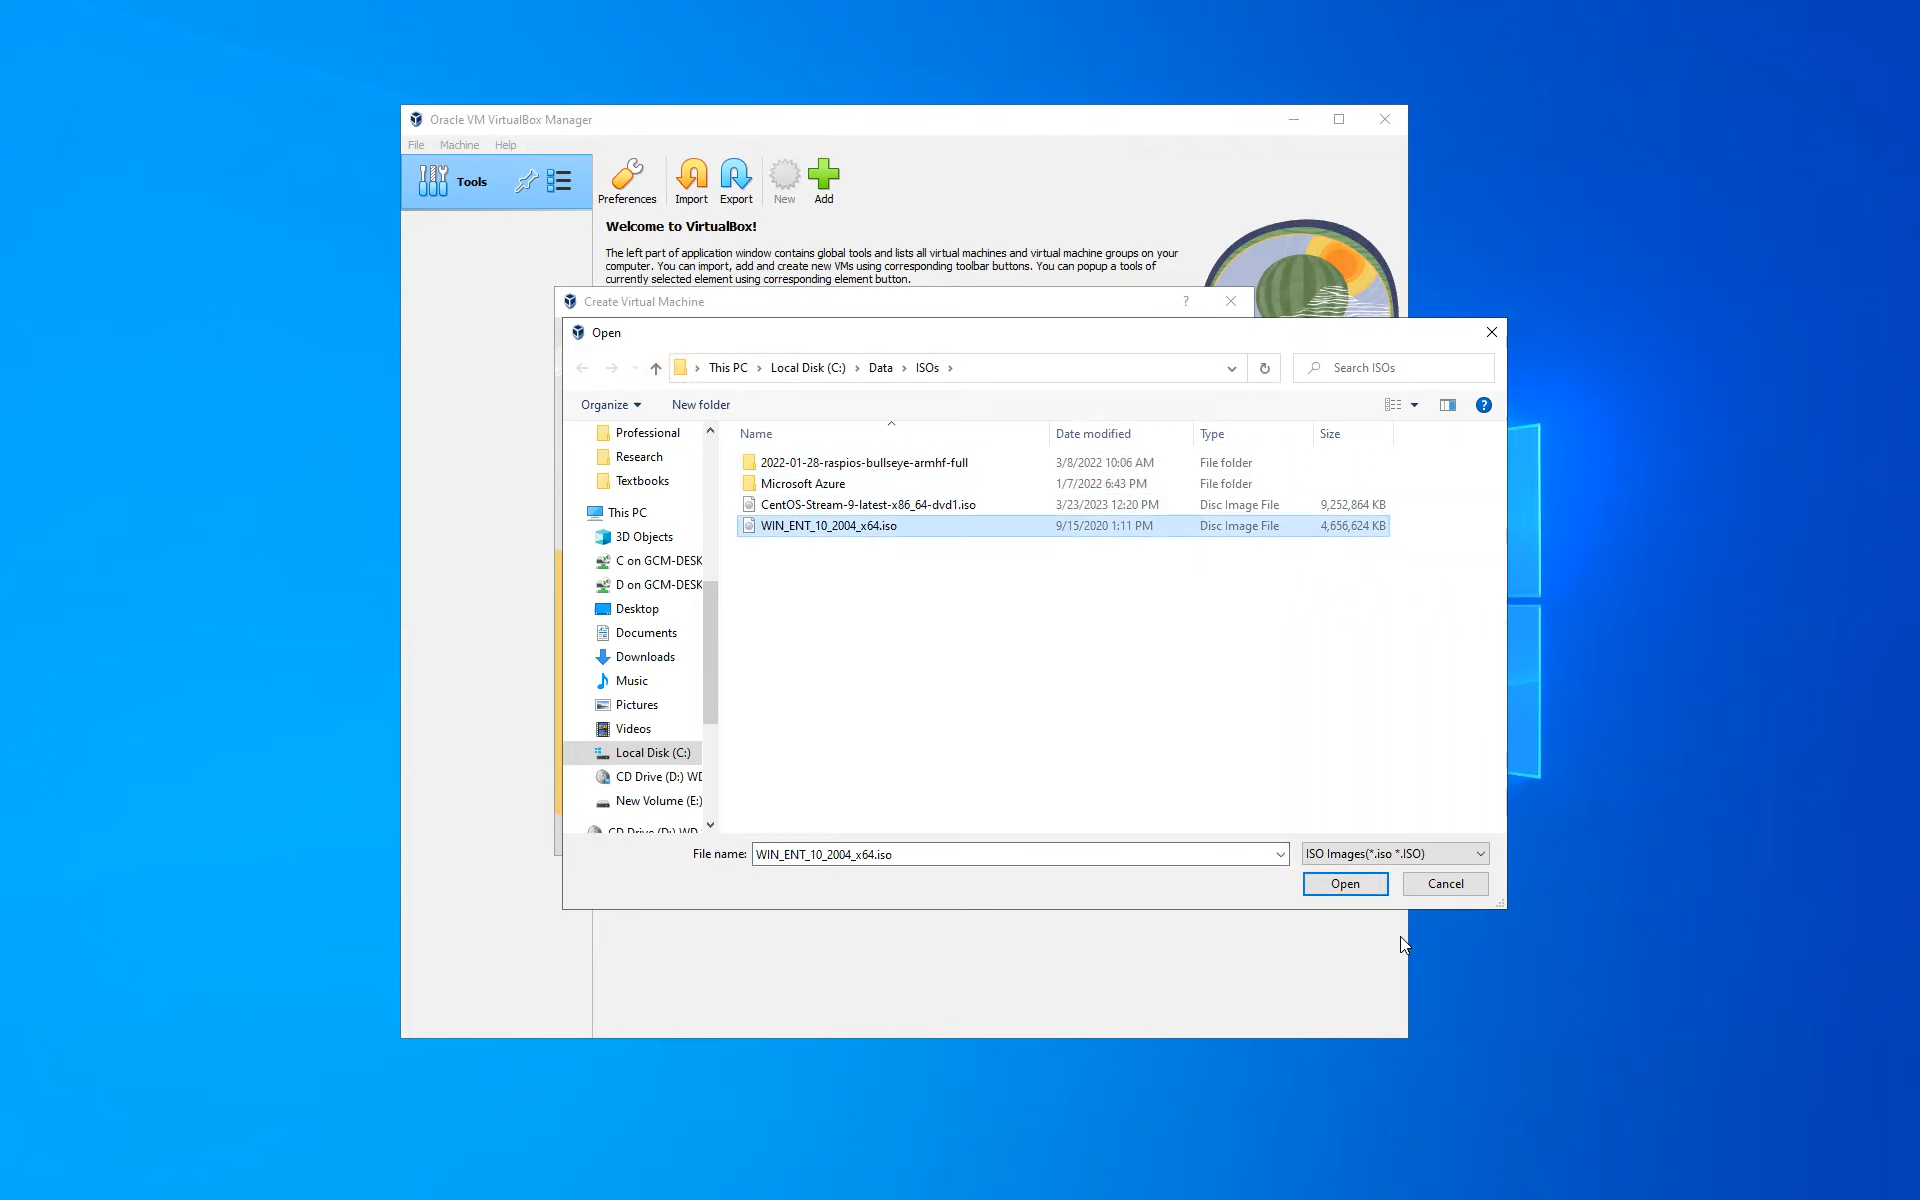 Oracle VM VirtualBox Manager
File Machine Help
Tools
Preferences Import Export New Add
Welcome to VirtualBox!
The left part of application window contains global tools and lists all virtual machines and virtual machine groups on your
computer. You can import, add and create new VMs using corresponding toolbar buttons. You can popup a tools of
currently selected element using corresponding element button.
Create Virtual Machine ?
Open
This PC Local Disk (C:) Data ISOs
Search ISOs
Organize New folder ?
Professional
Research
Textbooks
This PC
3D Objects
C on GCM-DESK
D on GCM-DESK
Desktop
Documents
Downloads
Music
Pictures
Videos
Local Disk (C:)
CD Drive (D:) WD
New Volume (E:)
CD Drive (D:) WD
Name Date modified Type Size
2022-01-28-raspios-bullseye-armhf-full 3/8/2022 10:06 AM File folder
Microsoft Azure 1/7/2022 6:43 PM File folder
CentOS-Stream-9-latest-x86_64-dvd1.iso 3/23/2023 12:20 PM Disc Image File 9,252,864 KB
WIN_ENT_10_2004_x64.iso 9/15/2020 1:11 PM Disc Image File 4,656,624 KB
File name: WIN_ENT_10_2004_x64.iso ISO Images(*.iso *.ISO)
Open Cancel